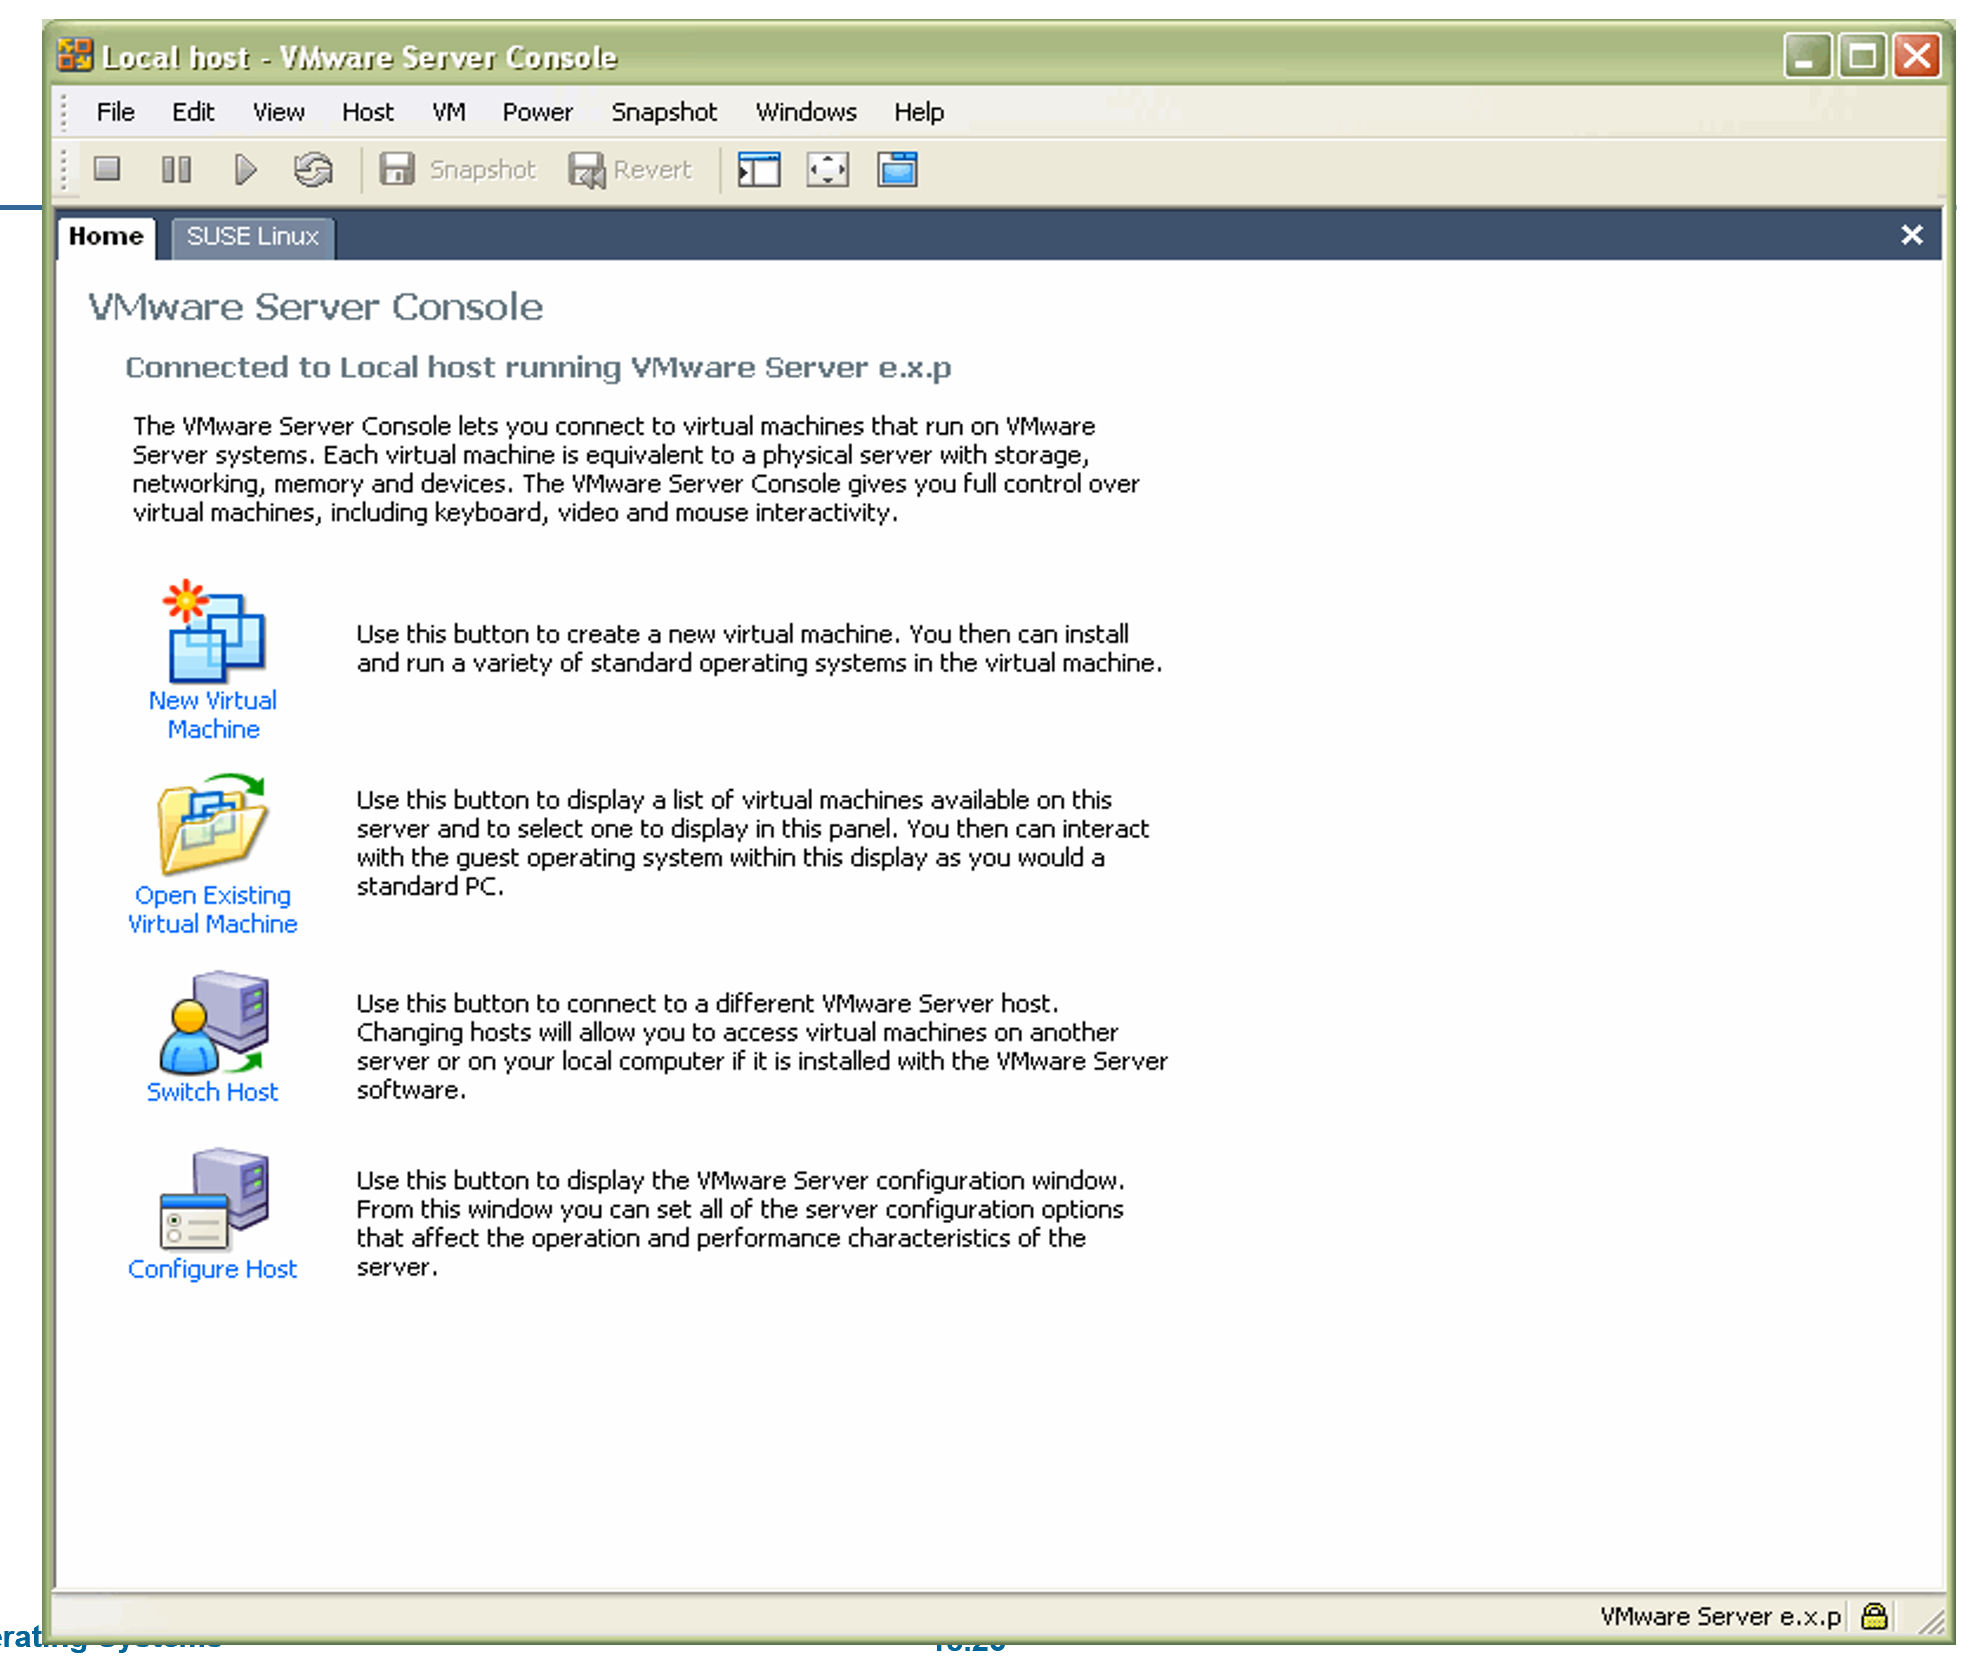 Local host - VMware Server Console
File Edit View Host VM Power Snapshot Windows Help
Snapshot Revert
Home SUSE Linux
VMware Server Console
Connected to Local host running VMware Server e.x.p
The VMware Server Console lets you connect to virtual machines that run on VMware
Server systems. Each virtual machine is equivalent to a physical server with storage,
networking, memory and devices. The VMware Server Console gives you full control over
virtual machines, including keyboard, video and mouse interactivity.
New Virtual
Machine
Use this button to create a new virtual machine. You then can install
and run a variety of standard operating systems in the virtual machine.
Open Existing
Virtual Machine
Use this button to display a list of virtual machines available on this
server and to select one to display in this panel. You then can interact
with the guest operating system within this display as you would a
standard PC.
Switch Host
Use this button to connect to a different VMware Server host.
Changing hosts will allow you to access virtual machines on another
server or on your local computer if it is installed with the VMware Server
software.
Configure Host
Use this button to display the VMware Server configuration window.
From this window you can set all of the server configuration options
that affect the operation and performance characteristics of the
server.
VMware Server e.x.p